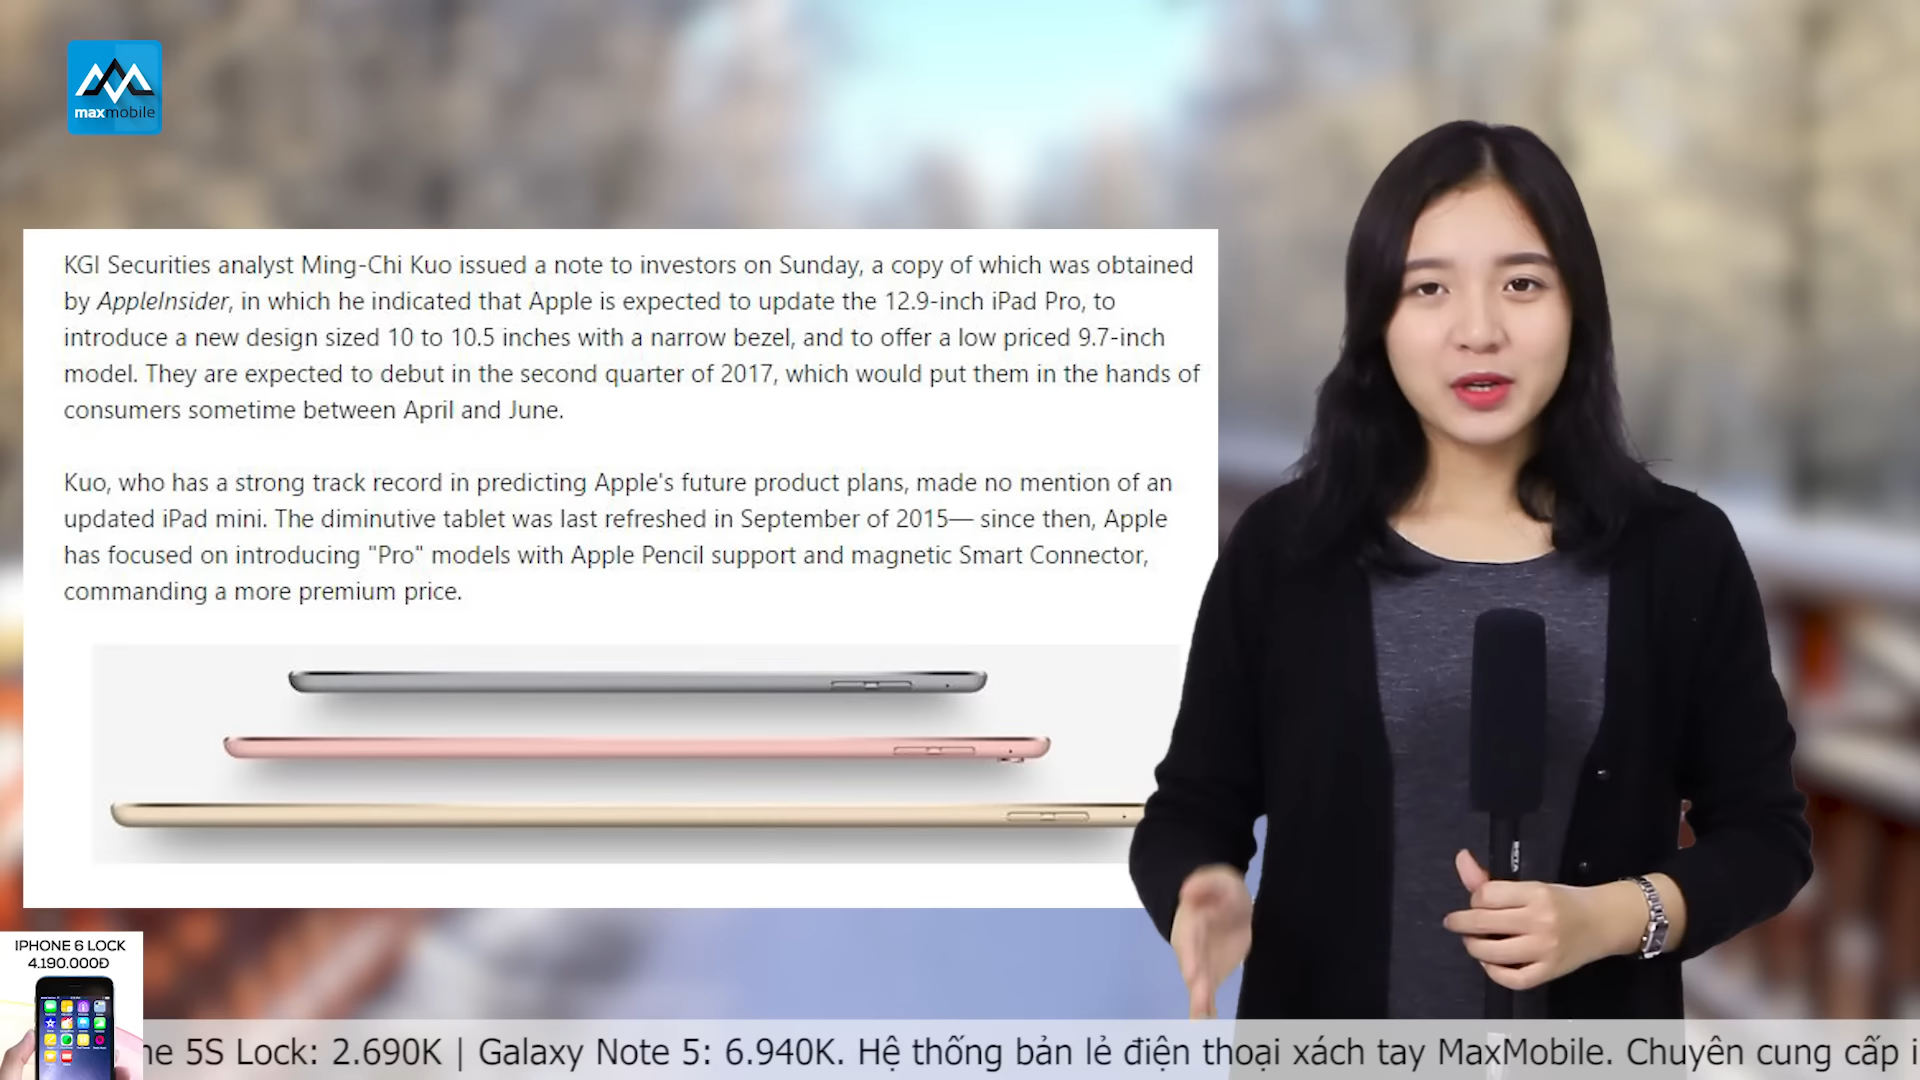 maxmobile
KGI Securities analyst Ming-Chi Kuo issued a note to investors on Sunday, a copy of which was obtained
by AppleInsider, in which he indicated that Apple is expected to update the 12.9-inch iPad Pro, to
introduce a new design sized 10 to 10.5 inches with a narrow bezel, and to offer a low priced 9.7-inch
model. They are expected to debut in the second quarter of 2017, which would put them in the hands of
consumers sometime between April and June.
Kuo, who has a strong track record in predicting Apple's future product plans, made no mention of an
updated iPad mini. The diminutive tablet was last refreshed in September of 2015— since then, Apple
has focused on introducing "Pro" models with Apple Pencil support and magnetic Smart Connector,
commanding a more premium price.
IPHONE 6 LOCK
4.190.000Đ
ne 5S Lock: 2.690K | Galaxy Note 5: 6.940K. Hệ thống bản lẻ điện thoại xách tay MaxMobile. Chuyên cung cấp i